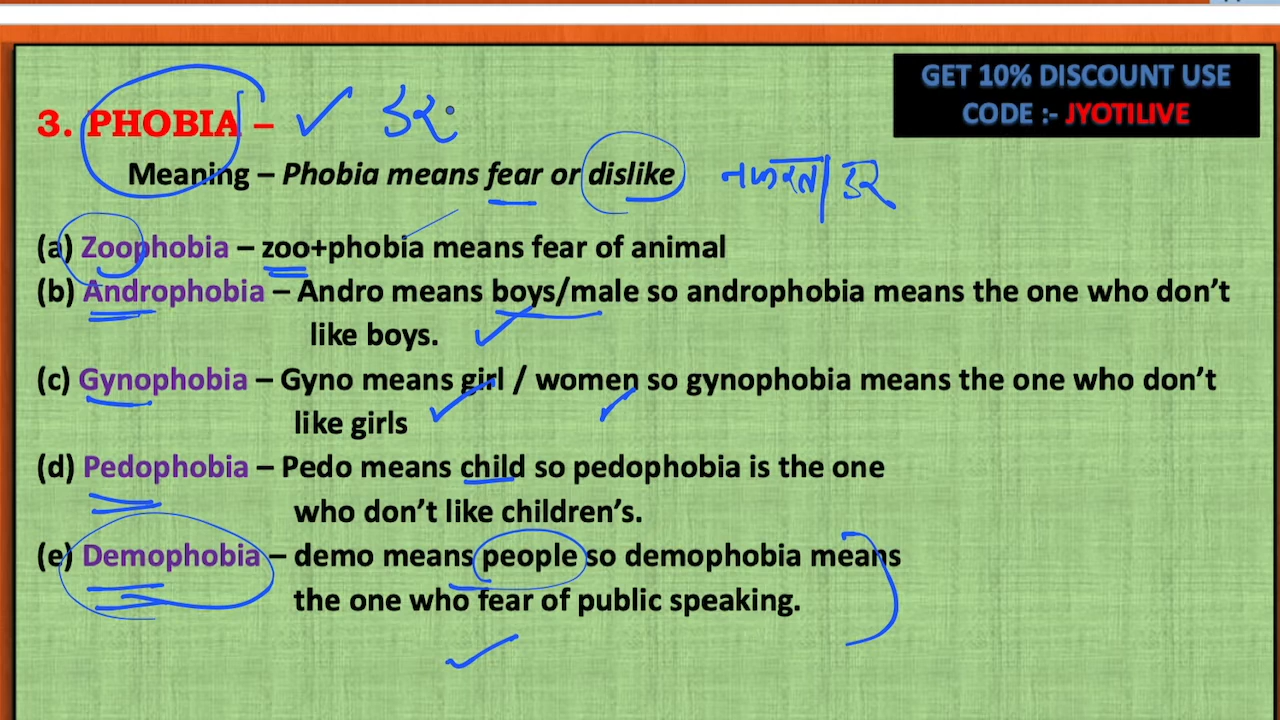 GET 10% DISCOUNT USE
CODE :- JYOTILIVE
3. PHOBIA – डर
Meaning – Phobia means fear or dislike नफरत/डर
(a) Zoophobia – zoo+phobia means fear of animal
(b) Androphobia – Andro means boys/male so androphobia means the one who don't
like boys.
(c) Gynophobia – Gyno means girl / women so gynophobia means the one who don't
like girls
(d) Pedophobia – Pedo means child so pedophobia is the one
who don't like children's.
(e) Demophobia – demo means people so demophobia means
the one who fear of public speaking.